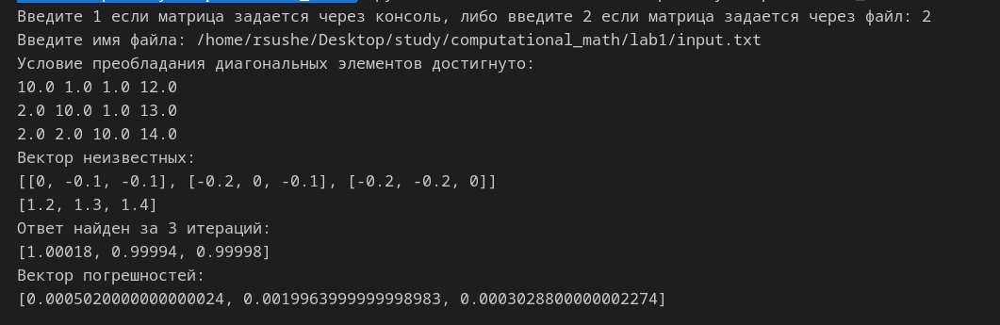 Введите 1 если матрица задается через консоль, либо введите 2 если матрица задается через файл: 2
Введите имя файла: /home/rsushe/Desktop/study/computational_math/lab1/input.txt
Условие преобладания диагональных элементов достигнуто:
10.0 1.0 1.0 12.0
2.0 10.0 1.0 13.0
2.0 2.0 10.0 14.0
Вектор неизвестных:
[[0, -0.1, -0.1], [-0.2, 0, -0.1], [-0.2, -0.2, 0]]
[1.2, 1.3, 1.4]
Ответ найден за 3 итераций:
[1.00018, 0.99994, 0.99998]
Вектор погрешностей:
[0.0005020000000000024, 0.0019963999999998983, 0.0003028800000002274]